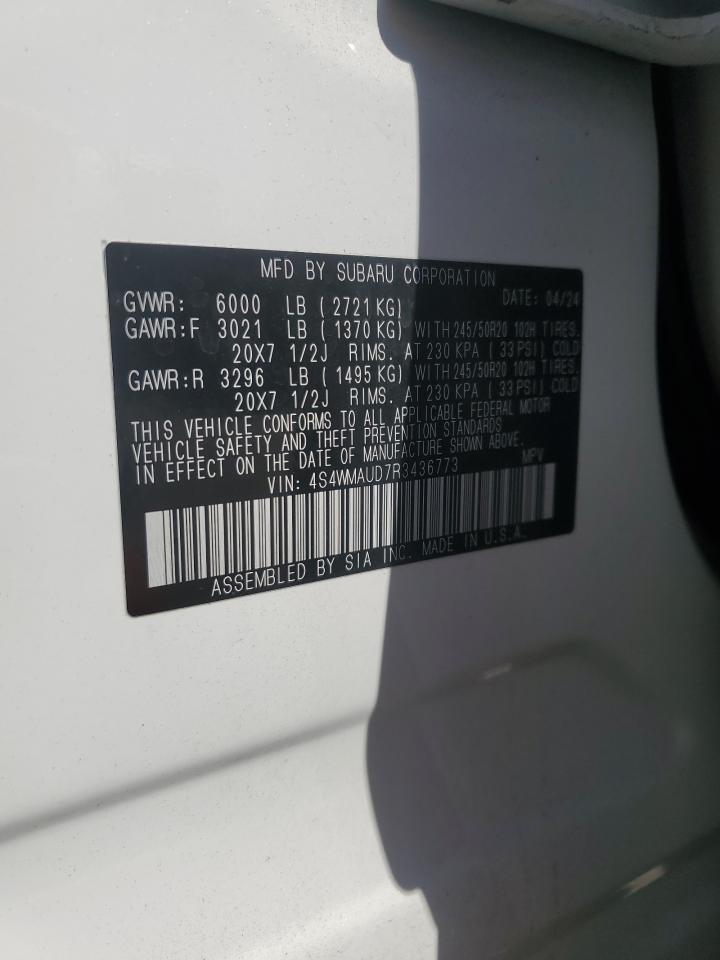 MFD BY SUBARU CORPORATION
DATE: 04/24
GVWR: 6000 LB ( 2721 KG)
GAWR:F 3021 LB ( 1370 KG) WITH 245/50R20 102H TIRES.
20X7 1/2J RIMS. AT 230 KPA ( 33 PSI) COLD
GAWR:R 3296 LB ( 1495 KG) WITH 245/50R20 102H TIRES.
20X7 1/2J RIMS. AT 230 KPA ( 33 PSI) COLD
THIS VEHICLE CONFORMS TO ALL APPLICABLE FEDERAL MOTOR
VEHICLE SAFETY AND THEFT PREVENTION STANDARDS
IN EFFECT ON THE DATE OF MANUFACTURE SHOWN ABOVE.
VIN: 4S4WMAUD7R3436773 MPV
ASSEMBLED BY SIA INC. MADE IN U.S.A.